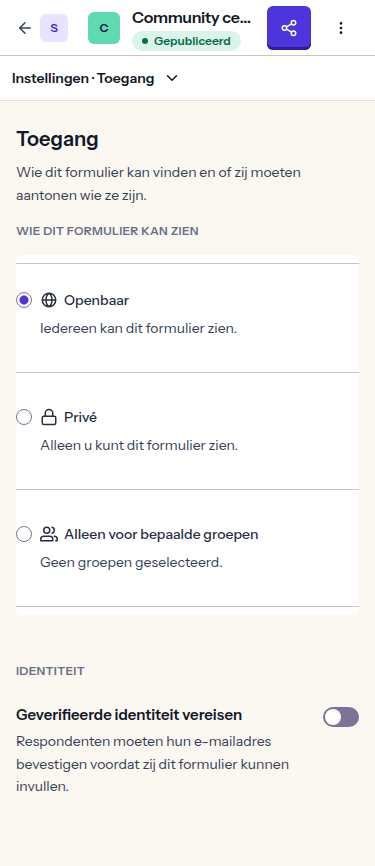 S
C
Community ce...
Gepubliceerd
Instellingen · Toegang
Toegang
Wie dit formulier kan vinden en of zij moeten
aantonen wie ze zijn.
WIE DIT FORMULIER KAN ZIEN
Openbaar
Iedereen kan dit formulier zien.
Privé
Alleen u kunt dit formulier zien.
Alleen voor bepaalde groepen
Geen groepen geselecteerd.
IDENTITEIT
Geverifieerde identiteit vereisen
Respondenten moeten hun e-mailadres
bevestigen voordat zij dit formulier kunnen
invullen.